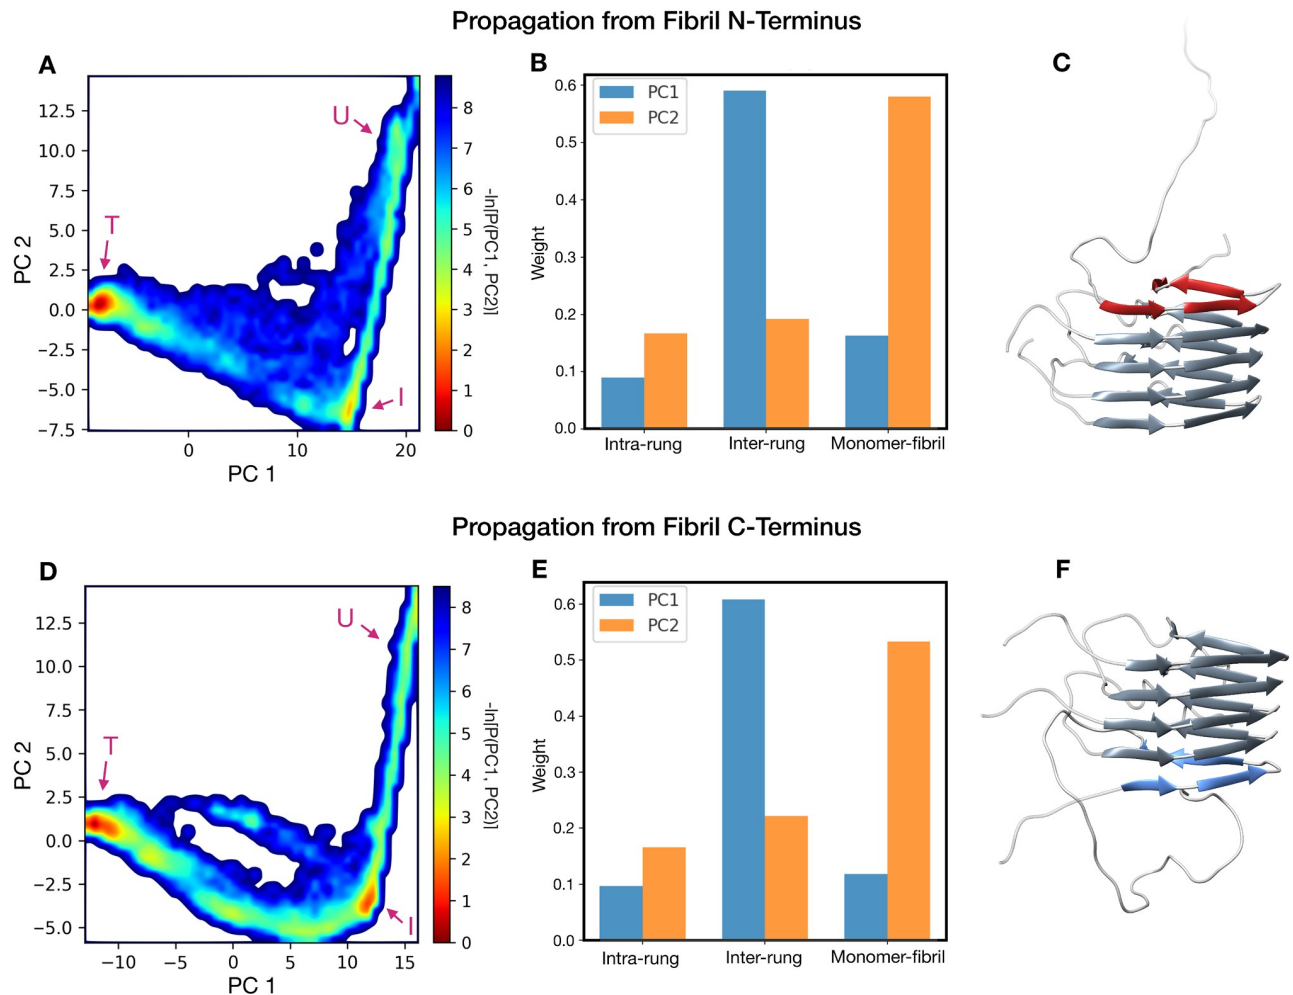 Propagation from Fibril N-Terminus
A
12.5
10.0
7.5
5.0
2.5
0.0
−2.5
−5.0
−7.5
PC 2
0
10
20
PC 1
U
T
I
8
7
6
5
4
3
2
1
0
-ln[P(PC1, PC2)]
B
0.6
0.5
0.4
0.3
0.2
0.1
0.0
Weight
PC1
PC2
Intra-rung
Inter-rung
Monomer-fibril
C
Propagation from Fibril C-Terminus
D
12.5
10.0
7.5
5.0
2.5
0.0
−2.5
−5.0
PC 2
−10
−5
0
5
10
15
PC 1
U
T
I
8
7
6
5
4
3
2
1
0
-ln[P(PC1, PC2)]
E
0.6
0.5
0.4
0.3
0.2
0.1
0.0
Weight
PC1
PC2
Intra-rung
Inter-rung
Monomer-fibril
F